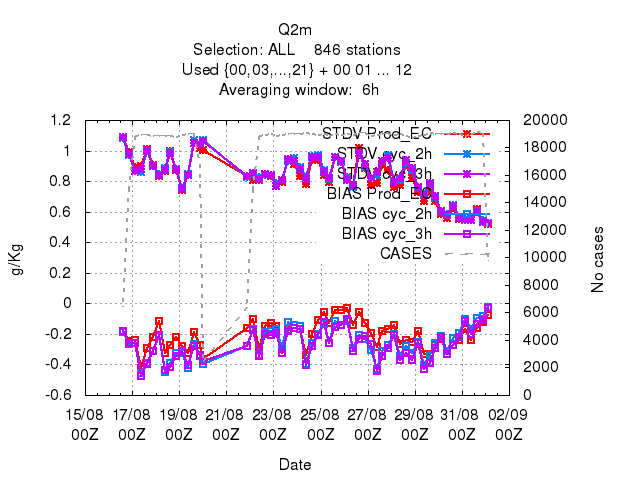 Q2m
Selection: ALL    846 stations
Used {00,03,...,21} + 00 01 ... 12
Averaging window:  6h
1.2
1
0.8
0.6
0.4
0.2
0
-0.2
-0.4
-0.6
g/Kg
STDV Prod_EC
STDV cyc_2h
STDV cyc_3h
BIAS Prod_EC
BIAS cyc_2h
BIAS cyc_3h
CASES
20000
18000
16000
14000
12000
10000
8000
6000
4000
2000
0
No cases
15/08 17/08 19/08 21/08 23/08 25/08 27/08 29/08 31/08 02/09
00Z 00Z 00Z 00Z 00Z 00Z 00Z 00Z 00Z 00Z
Date